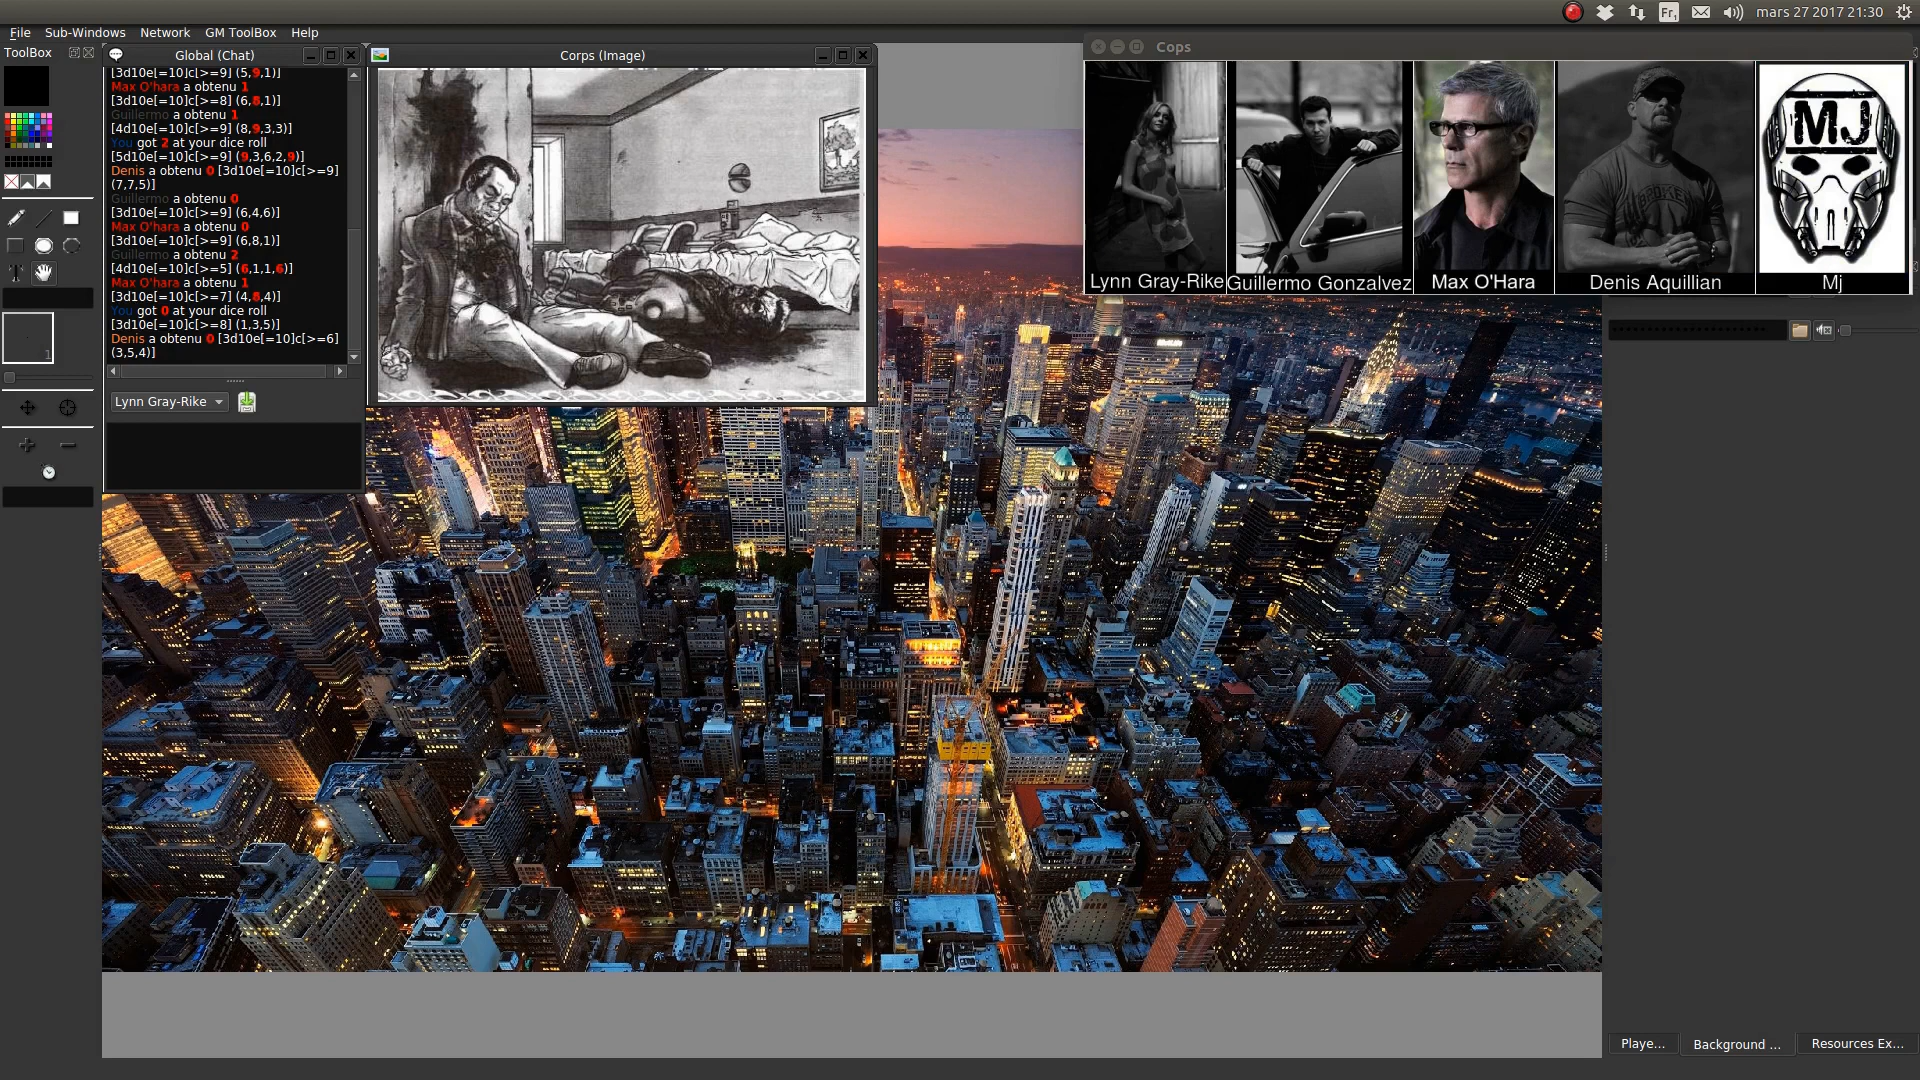 Fr1
mars 27 2017 21:30
File Sub-Windows Network GM ToolBox Help
ToolBox
Global (Chat)
[3d10e[=10]c[>=9] (5,9,1)]
Max O'hara a obtenu 1
[3d10e[=10]c[>=8] (6,8,1)]
Guillermo a obtenu 1
[4d10e[=10]c[>=9] (8,9,3,3)]
You got 2 at your dice roll
[5d10e[=10]c[>=9] (9,3,6,2,9)]
Denis a obtenu 0 [3d10e[=10]c[>=9]
(7,7,5)]
Guillermo a obtenu 0
[3d10e[=10]c[>=9] (6,4,6)]
Max O'hara a obtenu 0
[3d10e[=10]c[>=9] (6,8,1)]
Guillermo a obtenu 2
[4d10e[=10]c[>=5] (6,1,1,6)]
Max O'hara a obtenu 1
[3d10e[=10]c[>=7] (4,8,4)]
You got 0 at your dice roll
[3d10e[=10]c[>=8] (1,3,5)]
Denis a obtenu 0 [3d10e[=10]c[>=6]
(3,5,4)]
Lynn Gray-Rike
1
Corps (Image)
Cops
MJ
Lynn Gray-Rike
Guillermo Gonzalvez
Max O'Hara
Denis Aquillian
Mj
MetLife
Playe...
Background ...
Resources Ex...